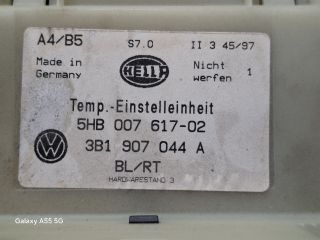 A4/B5 S7.0 II 3 45/97
Made in Germany HELLA Nicht werfen 1
Temp.-Einstelleinheit
5HB 007 617-02
3B1 907 044 A
BL/RT
HARDWARESTAND 3
Galaxy A55 5G